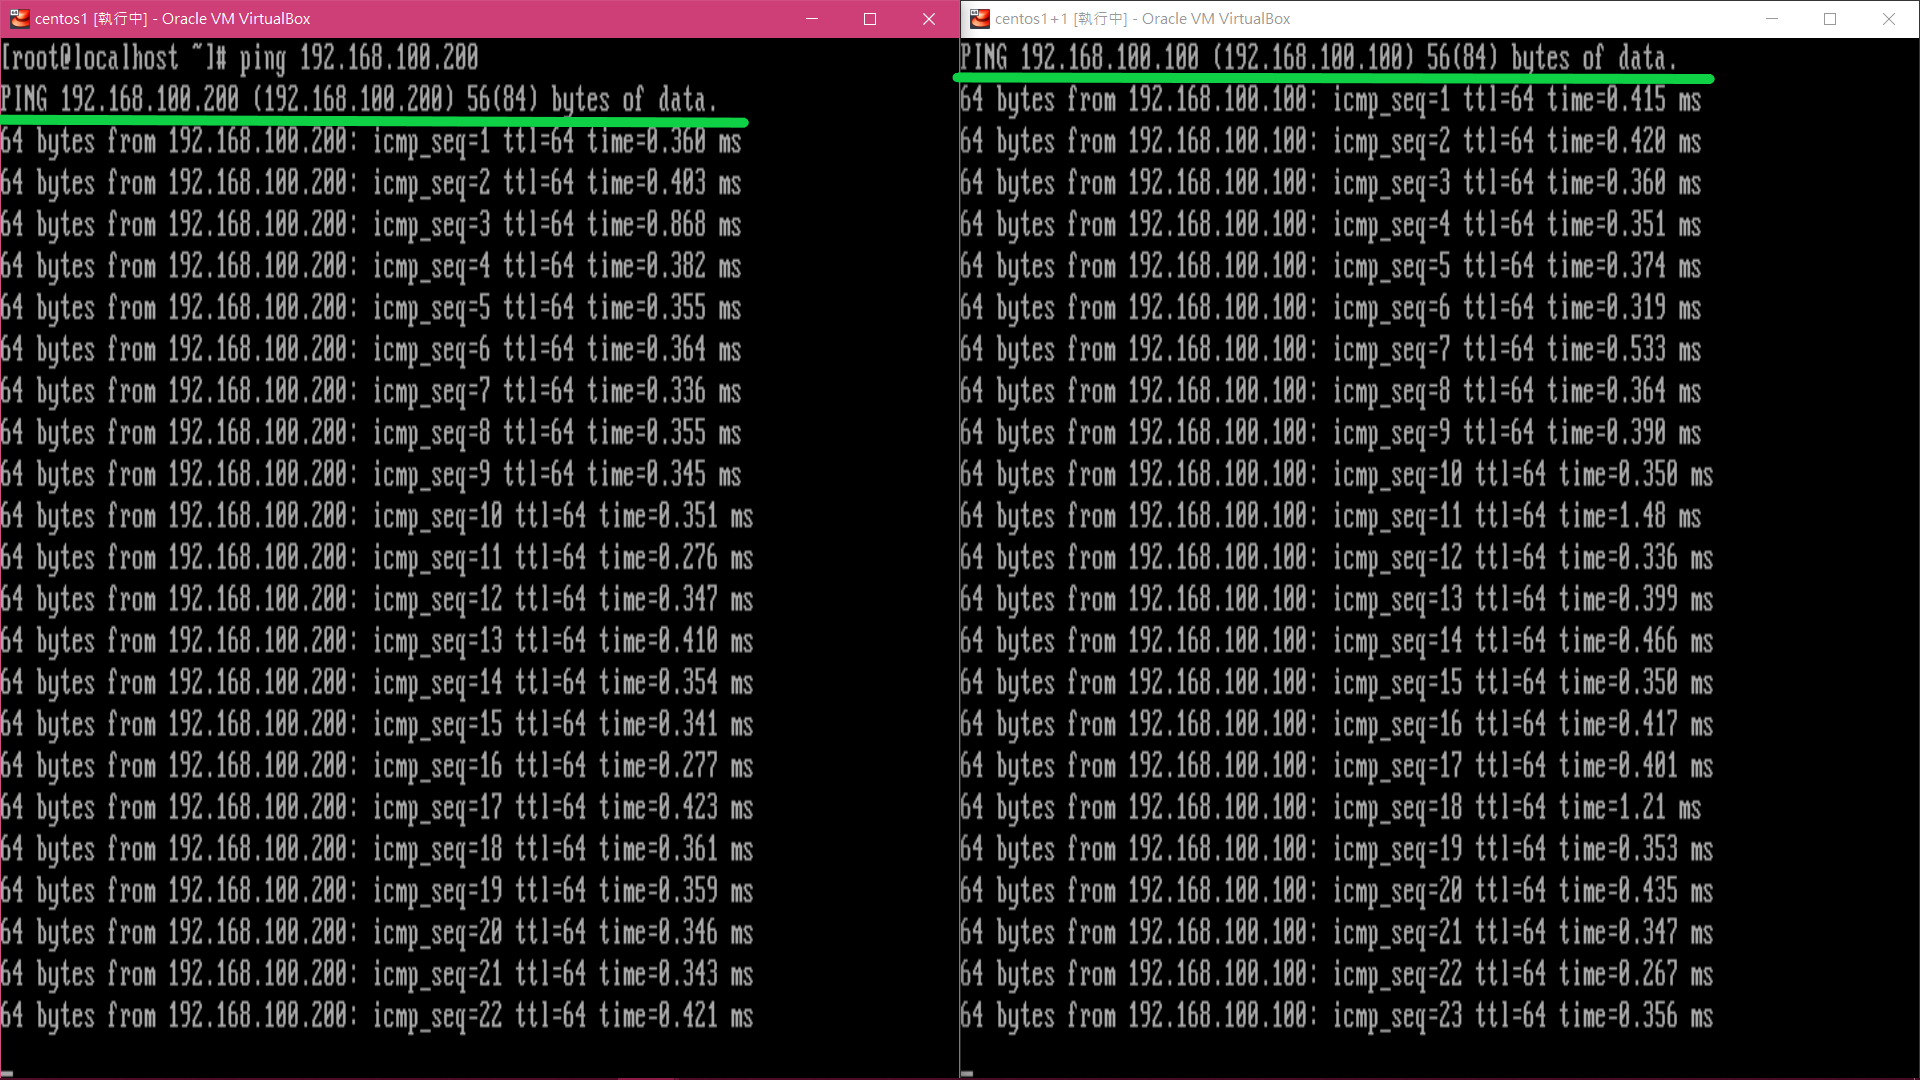 centos1 [執行中] - Oracle VM VirtualBox
[root@localhost ~]# ping 192.168.100.200
PING 192.168.100.200 (192.168.100.200) 56(84) bytes of data.
64 bytes from 192.168.100.200: icmp_seq=1 ttl=64 time=0.360 ms
64 bytes from 192.168.100.200: icmp_seq=2 ttl=64 time=0.403 ms
64 bytes from 192.168.100.200: icmp_seq=3 ttl=64 time=0.868 ms
64 bytes from 192.168.100.200: icmp_seq=4 ttl=64 time=0.382 ms
64 bytes from 192.168.100.200: icmp_seq=5 ttl=64 time=0.355 ms
64 bytes from 192.168.100.200: icmp_seq=6 ttl=64 time=0.364 ms
64 bytes from 192.168.100.200: icmp_seq=7 ttl=64 time=0.336 ms
64 bytes from 192.168.100.200: icmp_seq=8 ttl=64 time=0.355 ms
64 bytes from 192.168.100.200: icmp_seq=9 ttl=64 time=0.345 ms
64 bytes from 192.168.100.200: icmp_seq=10 ttl=64 time=0.351 ms
64 bytes from 192.168.100.200: icmp_seq=11 ttl=64 time=0.276 ms
64 bytes from 192.168.100.200: icmp_seq=12 ttl=64 time=0.347 ms
64 bytes from 192.168.100.200: icmp_seq=13 ttl=64 time=0.410 ms
64 bytes from 192.168.100.200: icmp_seq=14 ttl=64 time=0.354 ms
64 bytes from 192.168.100.200: icmp_seq=15 ttl=64 time=0.341 ms
64 bytes from 192.168.100.200: icmp_seq=16 ttl=64 time=0.277 ms
64 bytes from 192.168.100.200: icmp_seq=17 ttl=64 time=0.423 ms
64 bytes from 192.168.100.200: icmp_seq=18 ttl=64 time=0.361 ms
64 bytes from 192.168.100.200: icmp_seq=19 ttl=64 time=0.359 ms
64 bytes from 192.168.100.200: icmp_seq=20 ttl=64 time=0.346 ms
64 bytes from 192.168.100.200: icmp_seq=21 ttl=64 time=0.343 ms
64 bytes from 192.168.100.200: icmp_seq=22 ttl=64 time=0.421 ms
centos1+1 [執行中] - Oracle VM VirtualBox
PING 192.168.100.100 (192.168.100.100) 56(84) bytes of data.
64 bytes from 192.168.100.100: icmp_seq=1 ttl=64 time=0.415 ms
64 bytes from 192.168.100.100: icmp_seq=2 ttl=64 time=0.420 ms
64 bytes from 192.168.100.100: icmp_seq=3 ttl=64 time=0.360 ms
64 bytes from 192.168.100.100: icmp_seq=4 ttl=64 time=0.351 ms
64 bytes from 192.168.100.100: icmp_seq=5 ttl=64 time=0.374 ms
64 bytes from 192.168.100.100: icmp_seq=6 ttl=64 time=0.319 ms
64 bytes from 192.168.100.100: icmp_seq=7 ttl=64 time=0.533 ms
64 bytes from 192.168.100.100: icmp_seq=8 ttl=64 time=0.364 ms
64 bytes from 192.168.100.100: icmp_seq=9 ttl=64 time=0.390 ms
64 bytes from 192.168.100.100: icmp_seq=10 ttl=64 time=0.350 ms
64 bytes from 192.168.100.100: icmp_seq=11 ttl=64 time=1.48 ms
64 bytes from 192.168.100.100: icmp_seq=12 ttl=64 time=0.336 ms
64 bytes from 192.168.100.100: icmp_seq=13 ttl=64 time=0.399 ms
64 bytes from 192.168.100.100: icmp_seq=14 ttl=64 time=0.466 ms
64 bytes from 192.168.100.100: icmp_seq=15 ttl=64 time=0.350 ms
64 bytes from 192.168.100.100: icmp_seq=16 ttl=64 time=0.417 ms
64 bytes from 192.168.100.100: icmp_seq=17 ttl=64 time=0.401 ms
64 bytes from 192.168.100.100: icmp_seq=18 ttl=64 time=1.21 ms
64 bytes from 192.168.100.100: icmp_seq=19 ttl=64 time=0.353 ms
64 bytes from 192.168.100.100: icmp_seq=20 ttl=64 time=0.435 ms
64 bytes from 192.168.100.100: icmp_seq=21 ttl=64 time=0.347 ms
64 bytes from 192.168.100.100: icmp_seq=22 ttl=64 time=0.267 ms
64 bytes from 192.168.100.100: icmp_seq=23 ttl=64 time=0.356 ms